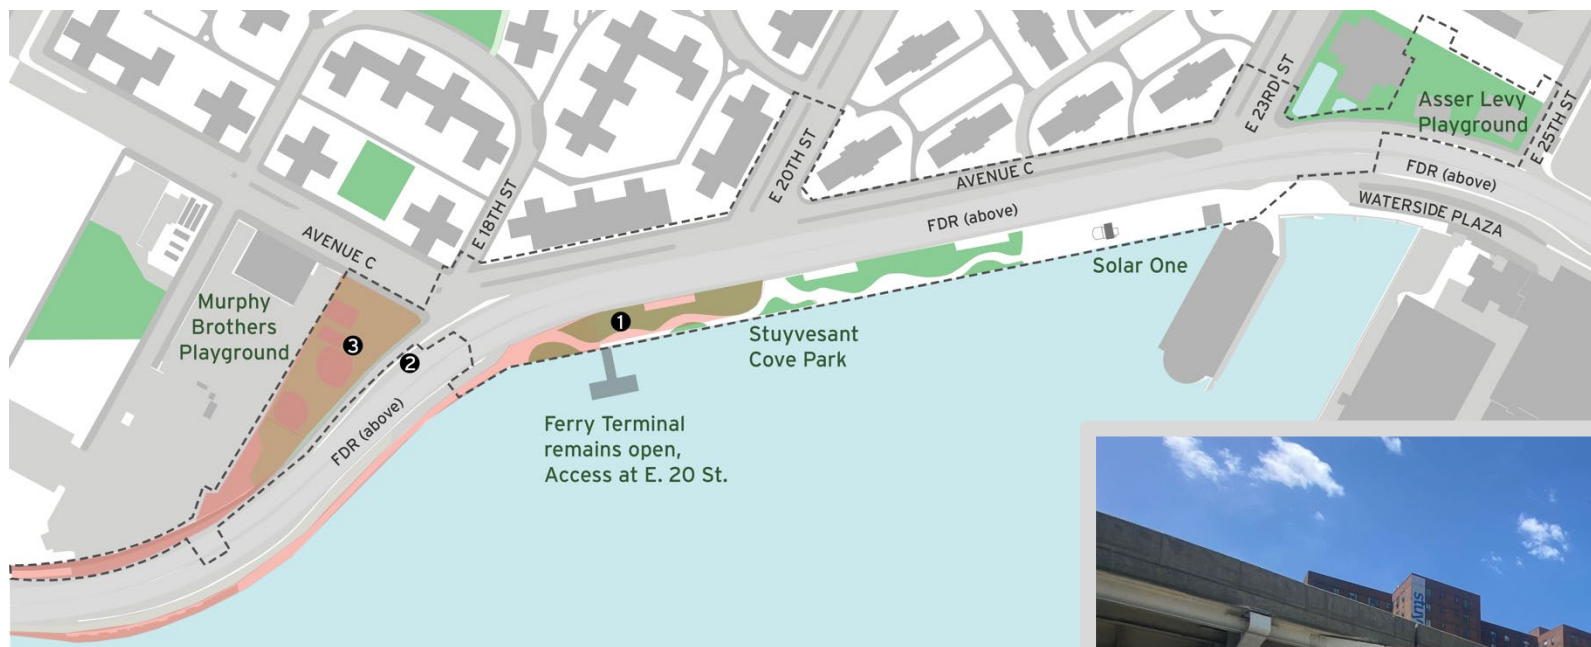 E 23RD ST
Asser Levy
Playground
E 25TH ST
E 20TH ST
AVENUE C
FDR (above)
FDR (above)
WATERSIDE PLAZA
E 18TH ST
AVENUE C
Solar One
Murphy
Brothers
Playground
1
2
3
Stuyvesant
Cove Park
FDR (above)
Ferry Terminal
remains open,
Access at E. 20 St.
stuy